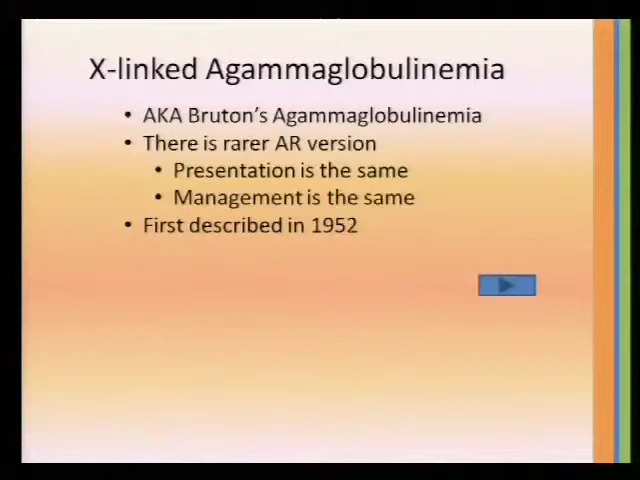 X-linked Agammaglobulinemia
• AKA Bruton's Agammaglobulinemia
• There is rarer AR version
• Presentation is the same
• Management is the same
• First described in 1952